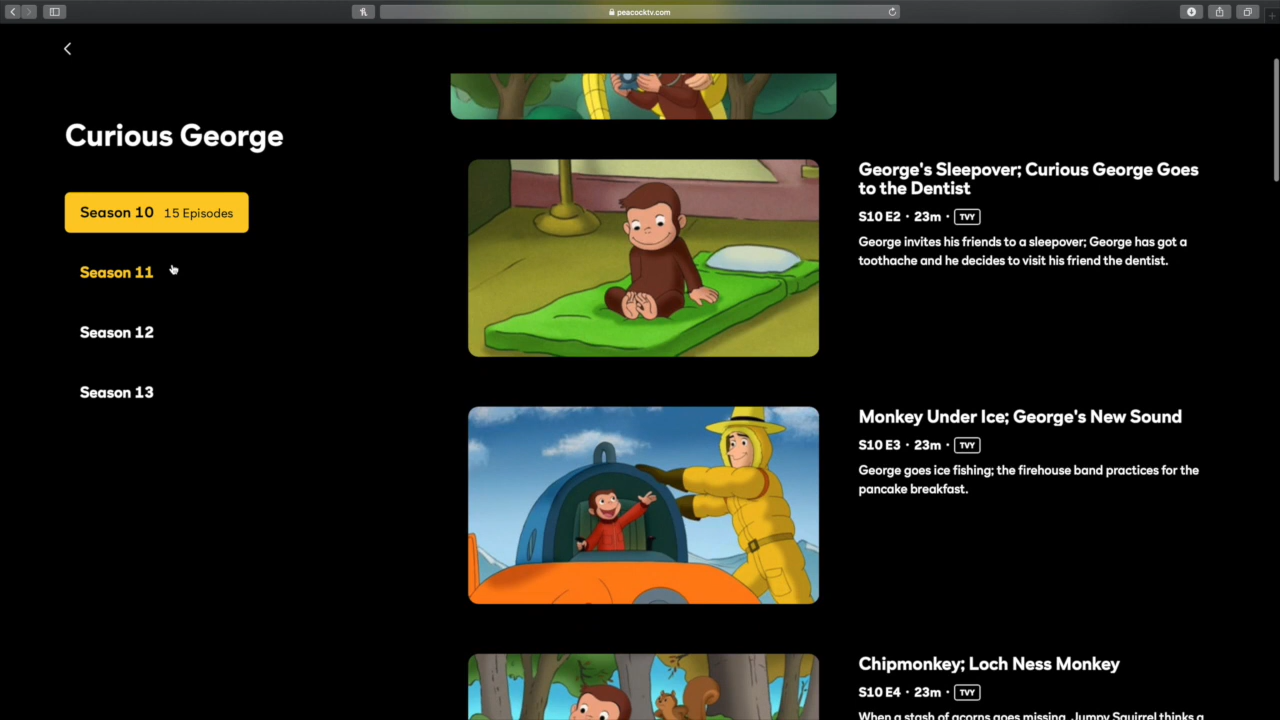 peacocktv.com
Curious George
Season 10 15 Episodes
Season 11
Season 12
Season 13
George's Sleepover; Curious George Goes
to the Dentist
S10 E2 · 23m · TVY
George invites his friends to a sleepover; George has got a
toothache and he decides to visit his friend the dentist.
Monkey Under Ice; George's New Sound
S10 E3 · 23m · TVY
George goes ice fishing; the firehouse band practices for the
pancake breakfast.
Chipmonkey; Loch Ness Monkey
S10 E4 · 23m · TVY
When a stash of acorns goes missing, Jumpy Squirrel thinks a